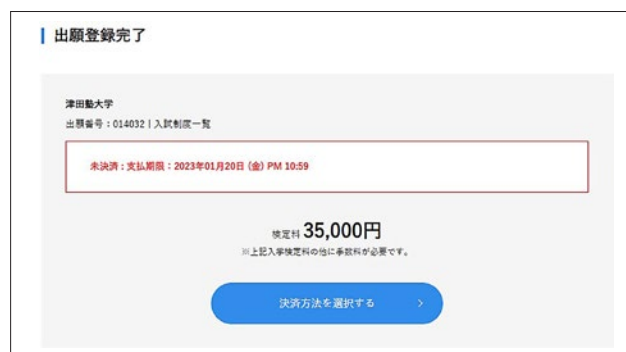 出願登録完了
津田塾大学
出願番号：014032 | 入試制度一覧
未決済：支払期限：2023年01月20日 (金) PM 10:59
検定料 35,000円
※上記入学検定料の他に手数料が必要です。
決済方法を選択する